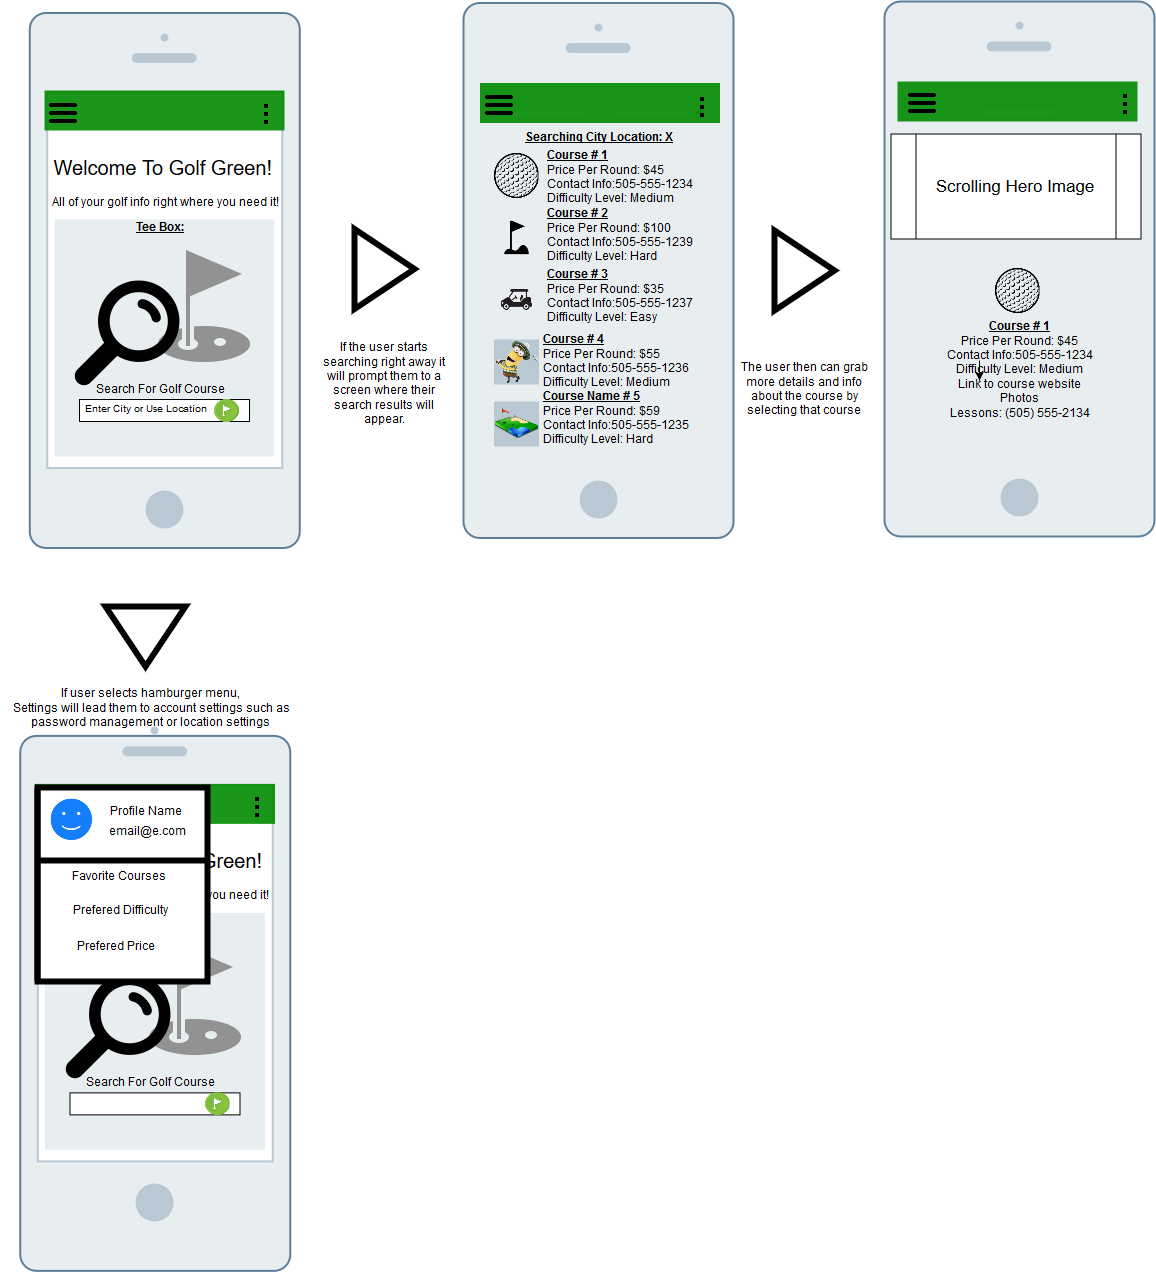 Welcome To Golf Green!
All of your golf info right where you need it!
Tee Box:
Search For Golf Course
Enter City or Use Location
If the user starts
searching right away it
will prompt them to a
screen where their
search results will
appear.
Searching City Location: X
Course # 1
Price Per Round: $45
Contact Info:505-555-1234
Difficulty Level: Medium
Course # 2
Price Per Round: $100
Contact Info:505-555-1239
Difficulty Level: Hard
Course # 3
Price Per Round: $35
Contact Info:505-555-1237
Difficulty Level: Easy
Course # 4
Price Per Round: $55
Contact Info:505-555-1236
Difficulty Level: Medium
Course Name # 5
Price Per Round: $59
Contact Info:505-555-1235
Difficulty Level: Hard
The user then can grab
more details and info
about the course by
selecting that course
Scrolling Hero Image
Course # 1
Price Per Round: $45
Contact Info:505-555-1234
Difficulty Level: Medium
Link to course website
Photos
Lessons: (505) 555-2134
If user selects hamburger menu,
Settings will lead them to account settings such as
password management or location settings
Profile Name
email@e.com
Green!
Favorite Courses
you need it!
Prefered Difficulty
Prefered Price
Search For Golf Course